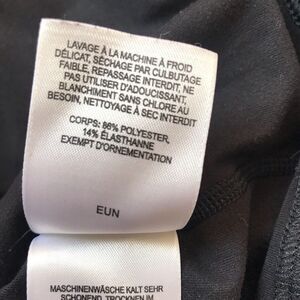 LAVAGE À LA MACHINE À FROID
DÉLICAT, SÉCHAGE PAR CULBUTAGE
FAIBLE, REPASSAGE INTERDIT, NE
PAS UTILISER D'ADOUCISSANT,
BLANCHIMENT SANS CHLORE AU
BESOIN, NETTOYAGE À SEC INTERDIT
CORPS: 86% POLYESTER,
14% ÉLASTHANNE
EXEMPT D'ORNEMENTATION
EUN
MASCHINENWÄSCHE KALT SEHR
SCHONEND, TROCKNEN IM